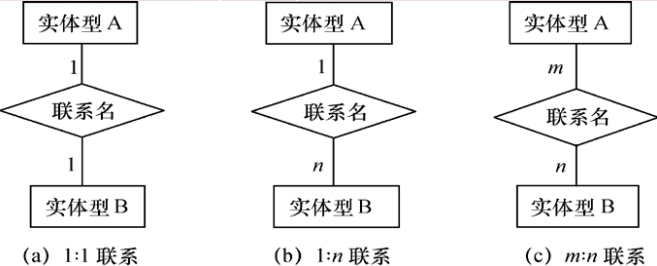 实体型 A
1
联系名
1
实体型 B
(a) 1:1 联系
实体型 A
1
联系名
n
实体型 B
(b) 1:n 联系
实体型 A
m
联系名
n
实体型 B
(c) m:n 联系